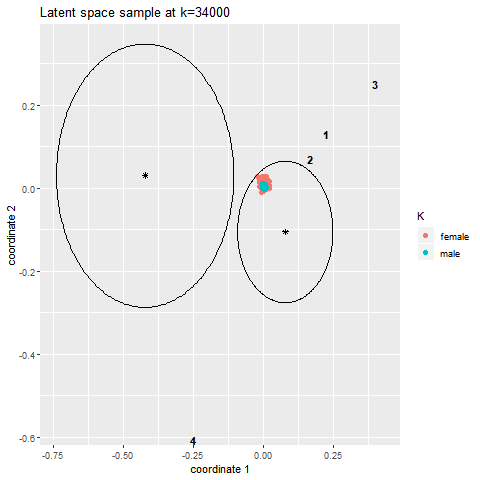 Latent space sample at k=34000
3
0.2
1
2
0.0
K
female
male
coordinate 2
-0.2
-0.4
4
-0.6
-0.75
-0.50
-0.25
0.00
0.25
coordinate 1